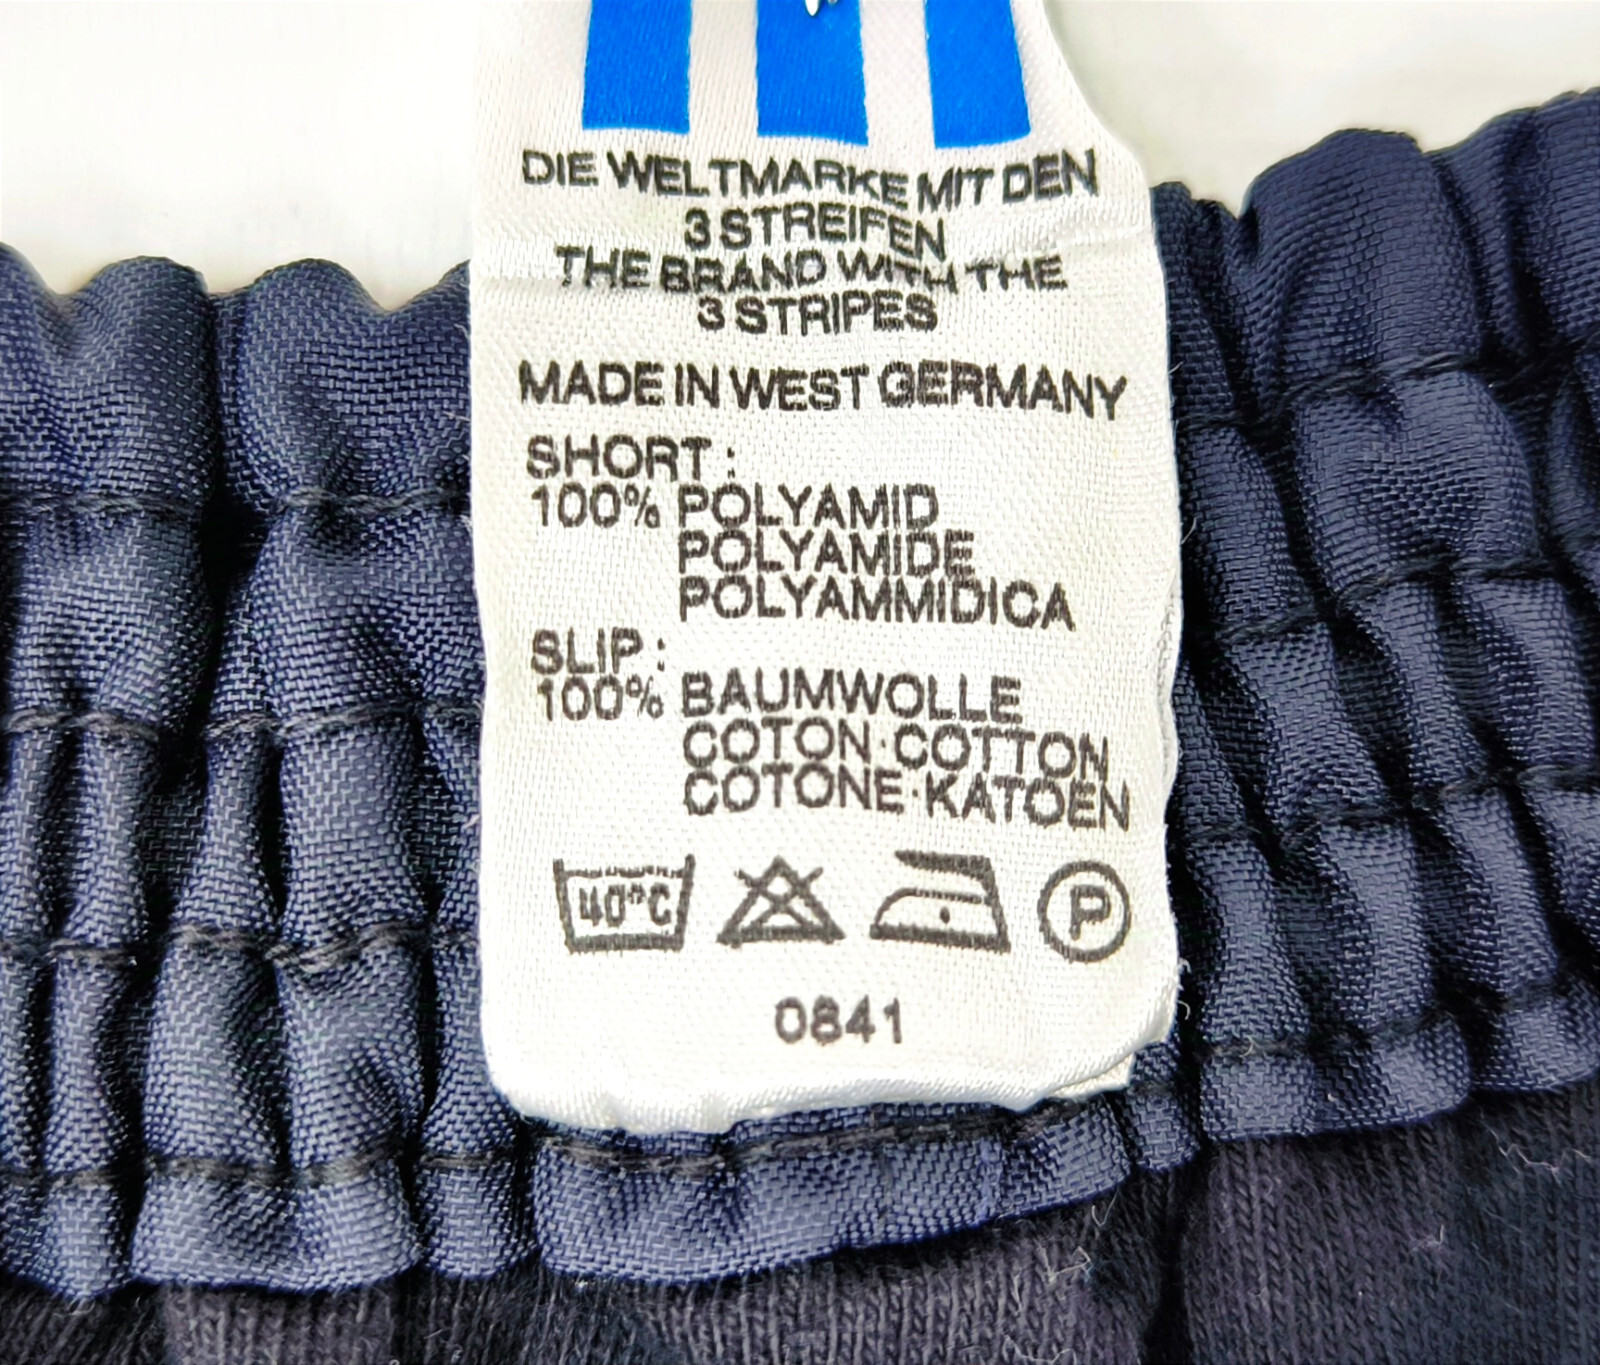 DIE WELTMARKE MIT DEN
3 STREIFEN
THE BRAND WITH THE
3 STRIPES
MADE IN WEST GERMANY
SHORT :
100% POLYAMID
POLYAMIDE
POLYAMMIDICA
SLIP :
100% BAUMWOLLE
COTON·COTTON
COTONE·KATOEN
40°C
P
0841